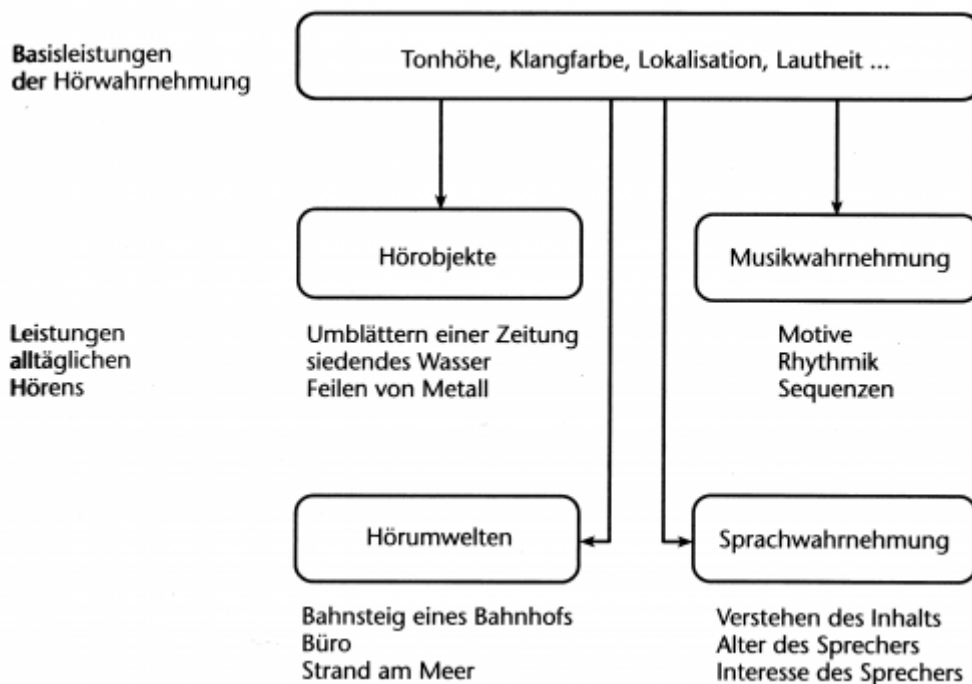 Basisleistungen
der Hörwahrnehmung
Tonhöhe, Klangfarbe, Lokalisation, Lautheit ...
Hörobjekte
Musikwahrnehmung
Leistungen
alltäglichen
Hörens
Umblättern einer Zeitung
siedendes Wasser
Feilen von Metall
Motive
Rhythmik
Sequenzen
Hörumwelten
Sprachwahrnehmung
Bahnsteig eines Bahnhofs
Büro
Strand am Meer
Verstehen des Inhalts
Alter des Sprechers
Interesse des Sprechers